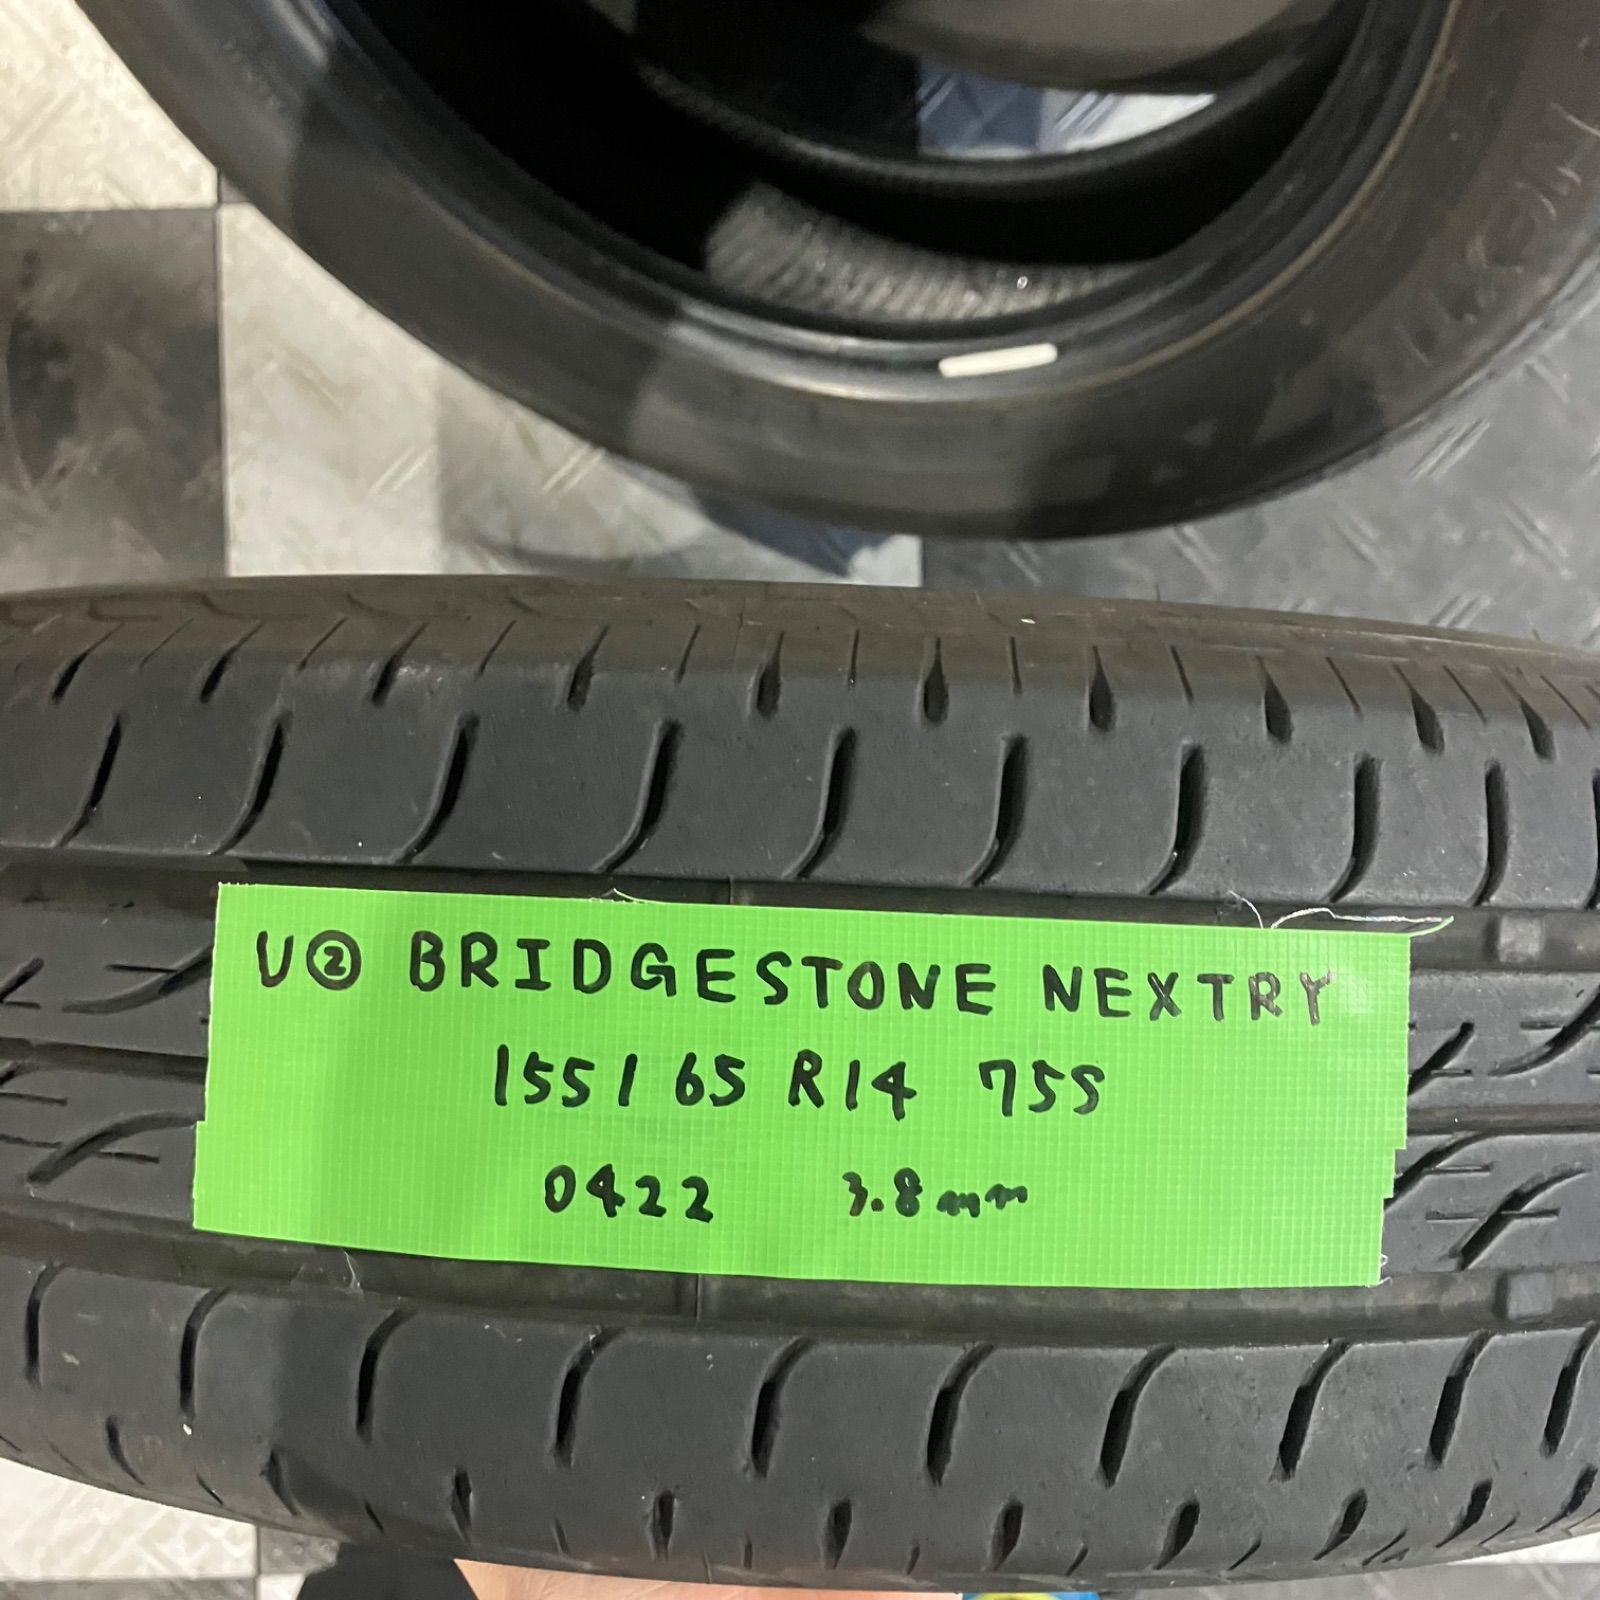 U② BRIDGESTONE NEXTRY
155/65 R14 75S
0422 3.8mm